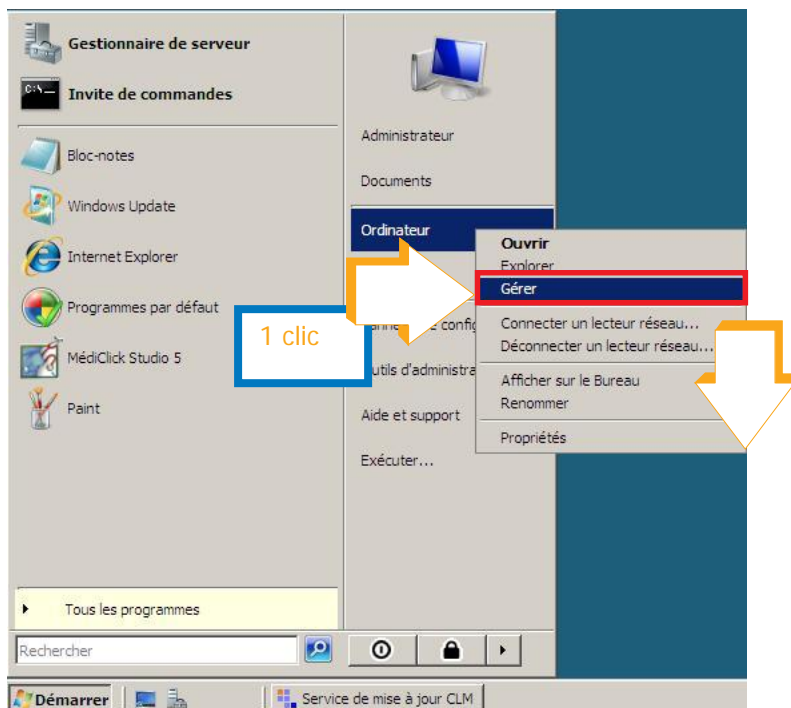 Gestionnaire de serveur
Invite de commandes
Bloc-notes
Windows Update
Internet Explorer
Programmes par défaut
MédiClick Studio 5
Paint
Tous les programmes
Rechercher
Administrateur
Documents
Ordinateur
Aide et support
Exécuter...
Ouvrir
Explorer
Gérer
Connecter un lecteur réseau...
Déconnecter un lecteur réseau...
Afficher sur le Bureau
Renommer
Propriétés
1 clic
Démarrer
Service de mise à jour CLM